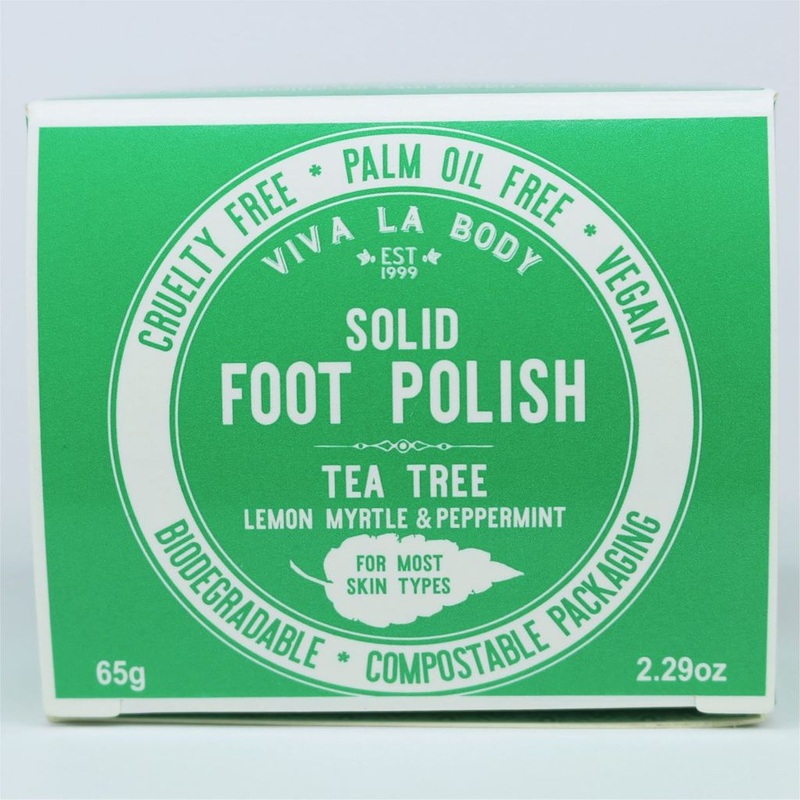 CRUELTY FREE * PALM OIL FREE * VEGAN
VIVA LA BODY
EST
1999
SOLID
FOOT POLISH
TEA TREE
LEMON MYRTLE & PEPPERMINT
FOR MOST
SKIN TYPES
BIODEGRADABLE * COMPOSTABLE PACKAGING
65g
2.29oz